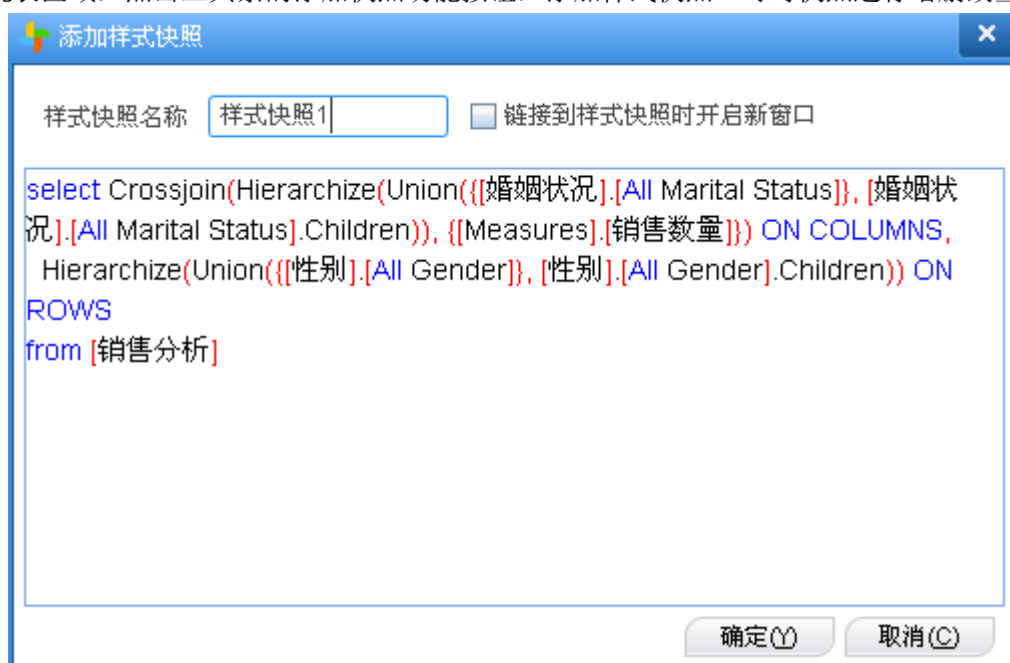 添加样式快照
样式快照名称 样式快照1 链接到样式快照时开启新窗口
select Crossjoin(Hierarchize(Union({[婚姻状况].[All Marital Status]}, [婚姻状
况].[All Marital Status].Children)), {[Measures].[销售数量]}) ON COLUMNS,
Hierarchize(Union({[性别].[All Gender]}, [性别].[All Gender].Children)) ON
ROWS
from [销售分析]
确定(Y) 取消(C)